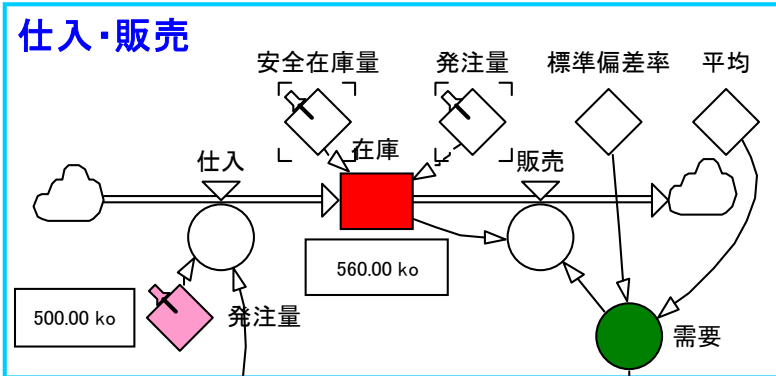 仕入・販売
安全在庫量
発注量
標準偏差率
平均
在庫
仕入
販売
560.00 ko
500.00 ko
発注量
需要